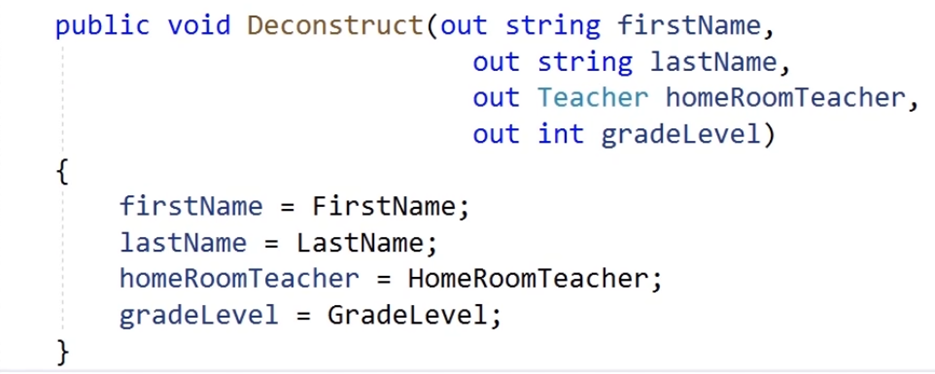 public void Deconstruct(out string firstName,
out string lastName,
out Teacher homeRoomTeacher,
out int gradeLevel)
{
firstName = FirstName;
lastName = LastName;
homeRoomTeacher = HomeRoomTeacher;
gradeLevel = GradeLevel;
}